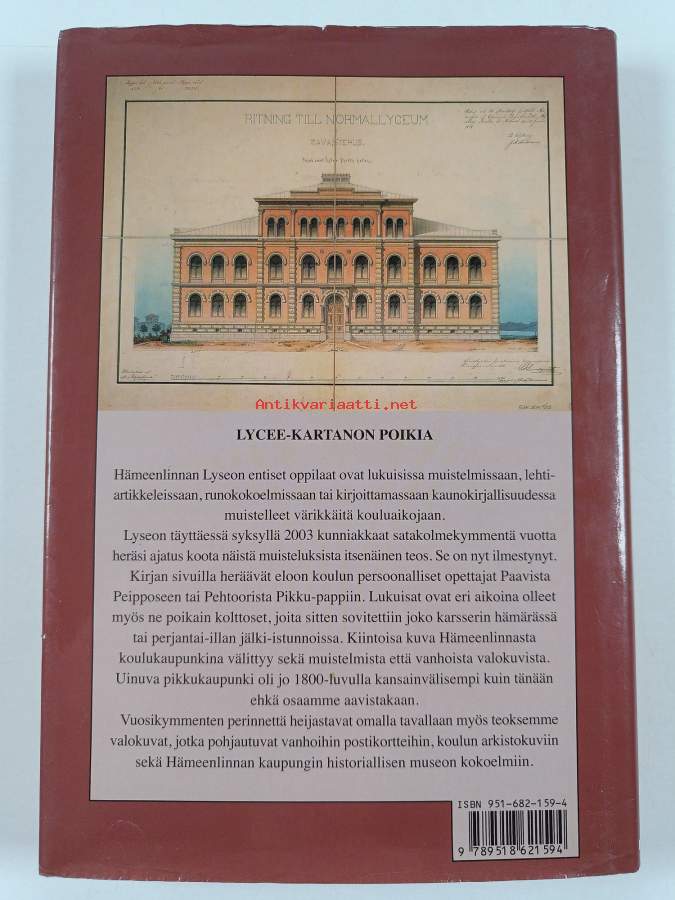 RITNING TILL NORMALLYCEUM
TAVASTEHUS.
Antikvariaatti.net
LYCEE-KARTANON POIKIA
Hämeenlinnan Lyseon entiset oppilaat ovat lukuisissa muistelmissaan, lehti-
artikkeleissaan, runokokoelmissaan tai kirjoittamassaan kaunokirjallisuudessa
muistelleet värikkäitä kouluaikojaan.
Lyseon täyttäessä syksyllä 2003 kunniakkaat satakolmekymmentä vuotta
heräsi ajatus koota näistä muisteluksista itsenäinen teos. Se on nyt ilmestynyt.
Kirjan sivuilla heräävät eloon koulun persoonalliset opettajat Paavista
Peipposeen tai Pehtoorista Pikku-pappiin. Lukuisat ovat eri aikoina olleet
myös ne poikain kolttoset, joita sitten sovitettiin joko karsserin hämärässä
tai perjantai-illan jälki-istunnoissa. Kiintoisa kuva Hämeenlinnasta
koulukaupunkina välittyy sekä muistelmista että vanhoista valokuvista.
Uinuva pikkukaupunki oli jo 1800-luvulla kansainvälisempi kuin tänään
ehkä osaamme aavistakaan.
Vuosikymmenten perinnettä heijastavat omalla tavallaan myös teoksemme
valokuvat, jotka pohjautuvat vanhoihin postikortteihin, koulun arkistokuviin
sekä Hämeenlinnan kaupungin historiallisen museon kokoelmiin.
ISBN 951-682-159-4
9 789518 621594